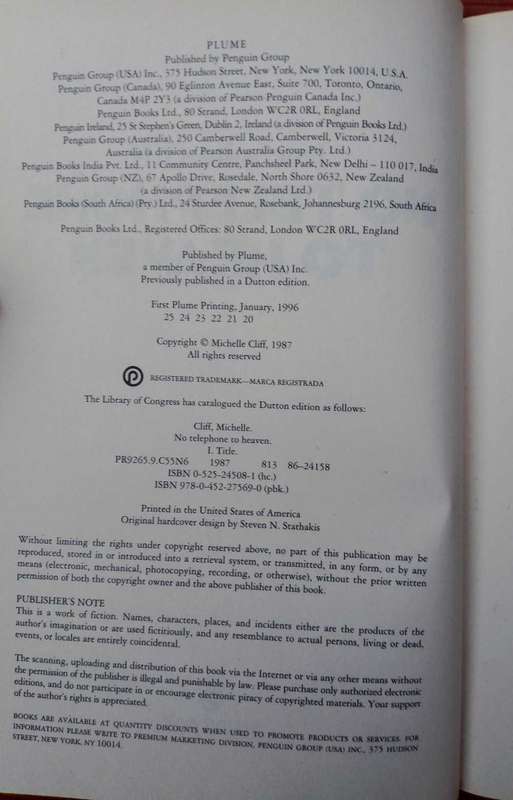 PLUME
Published by Penguin Group
Penguin Group (USA) Inc., 375 Hudson Street, New York, New York 10014, U.S.A.
Penguin Group (Canada), 90 Eglinton Avenue East, Suite 700, Toronto, Ontario,
Canada M4P 2Y3 (a division of Pearson Penguin Canada Inc.)
Penguin Books Ltd., 80 Strand, London WC2R 0RL, England
Penguin Ireland, 25 St Stephen's Green, Dublin 2, Ireland (a division of Penguin Books Ltd.)
Penguin Group (Australia), 250 Camberwell Road, Camberwell, Victoria 3124,
Australia (a division of Pearson Australia Group Pty. Ltd.)
Penguin Books India Pvt. Ltd., 11 Community Centre, Panchsheel Park, New Delhi – 110 017, India
Penguin Group (NZ), 67 Apollo Drive, Rosedale, North Shore 0632, New Zealand
(a division of Pearson New Zealand Ltd.)
Penguin Books (South Africa) (Pty.) Ltd., 24 Sturdee Avenue, Rosebank, Johannesburg 2196, South Africa
Penguin Books Ltd., Registered Offices: 80 Strand, London WC2R 0RL, England
Published by Plume,
a member of Penguin Group (USA) Inc.
Previously published in a Dutton edition.
First Plume Printing, January, 1996
25 24 23 22 21 20
Copyright © Michelle Cliff, 1987
All rights reserved
P REGISTERED TRADEMARK—MARCA REGISTRADA
The Library of Congress has catalogued the Dutton edition as follows:
Cliff, Michelle.
No telephone to heaven.
I. Title.
PR9265.9.C55N6 1987 813 86–24158
ISBN 0-525-24508-1 (hc.)
ISBN 978-0-452-27569-0 (pbk.)
Printed in the United States of America
Original hardcover design by Steven N. Stathakis
Without limiting the rights under copyright reserved above, no part of this publication may be
reproduced, stored in or introduced into a retrieval system, or transmitted, in any form, or by any
means (electronic, mechanical, photocopying, recording, or otherwise), without the prior written
permission of both the copyright owner and the above publisher of this book.
PUBLISHER'S NOTE
This is a work of fiction. Names, characters, places, and incidents either are the products of the
author's imagination or are used fictitiously, and any resemblance to actual persons, living or dead,
events, or locales are entirely coincidental.
The scanning, uploading and distribution of this book via the Internet or via any other means without
the permission of the publisher is illegal and punishable by law. Please purchase only authorized electronic
editions, and do not participate in or encourage electronic piracy of copyrighted materials. Your support
of the author's rights is appreciated.
BOOKS ARE AVAILABLE AT QUANTITY DISCOUNTS WHEN USED TO PROMOTE PRODUCTS OR SERVICES. FOR
INFORMATION PLEASE WRITE TO PREMIUM MARKETING DIVISION, PENGUIN GROUP (USA) INC., 375 HUDSON
STREET, NEW YORK, NY 10014.